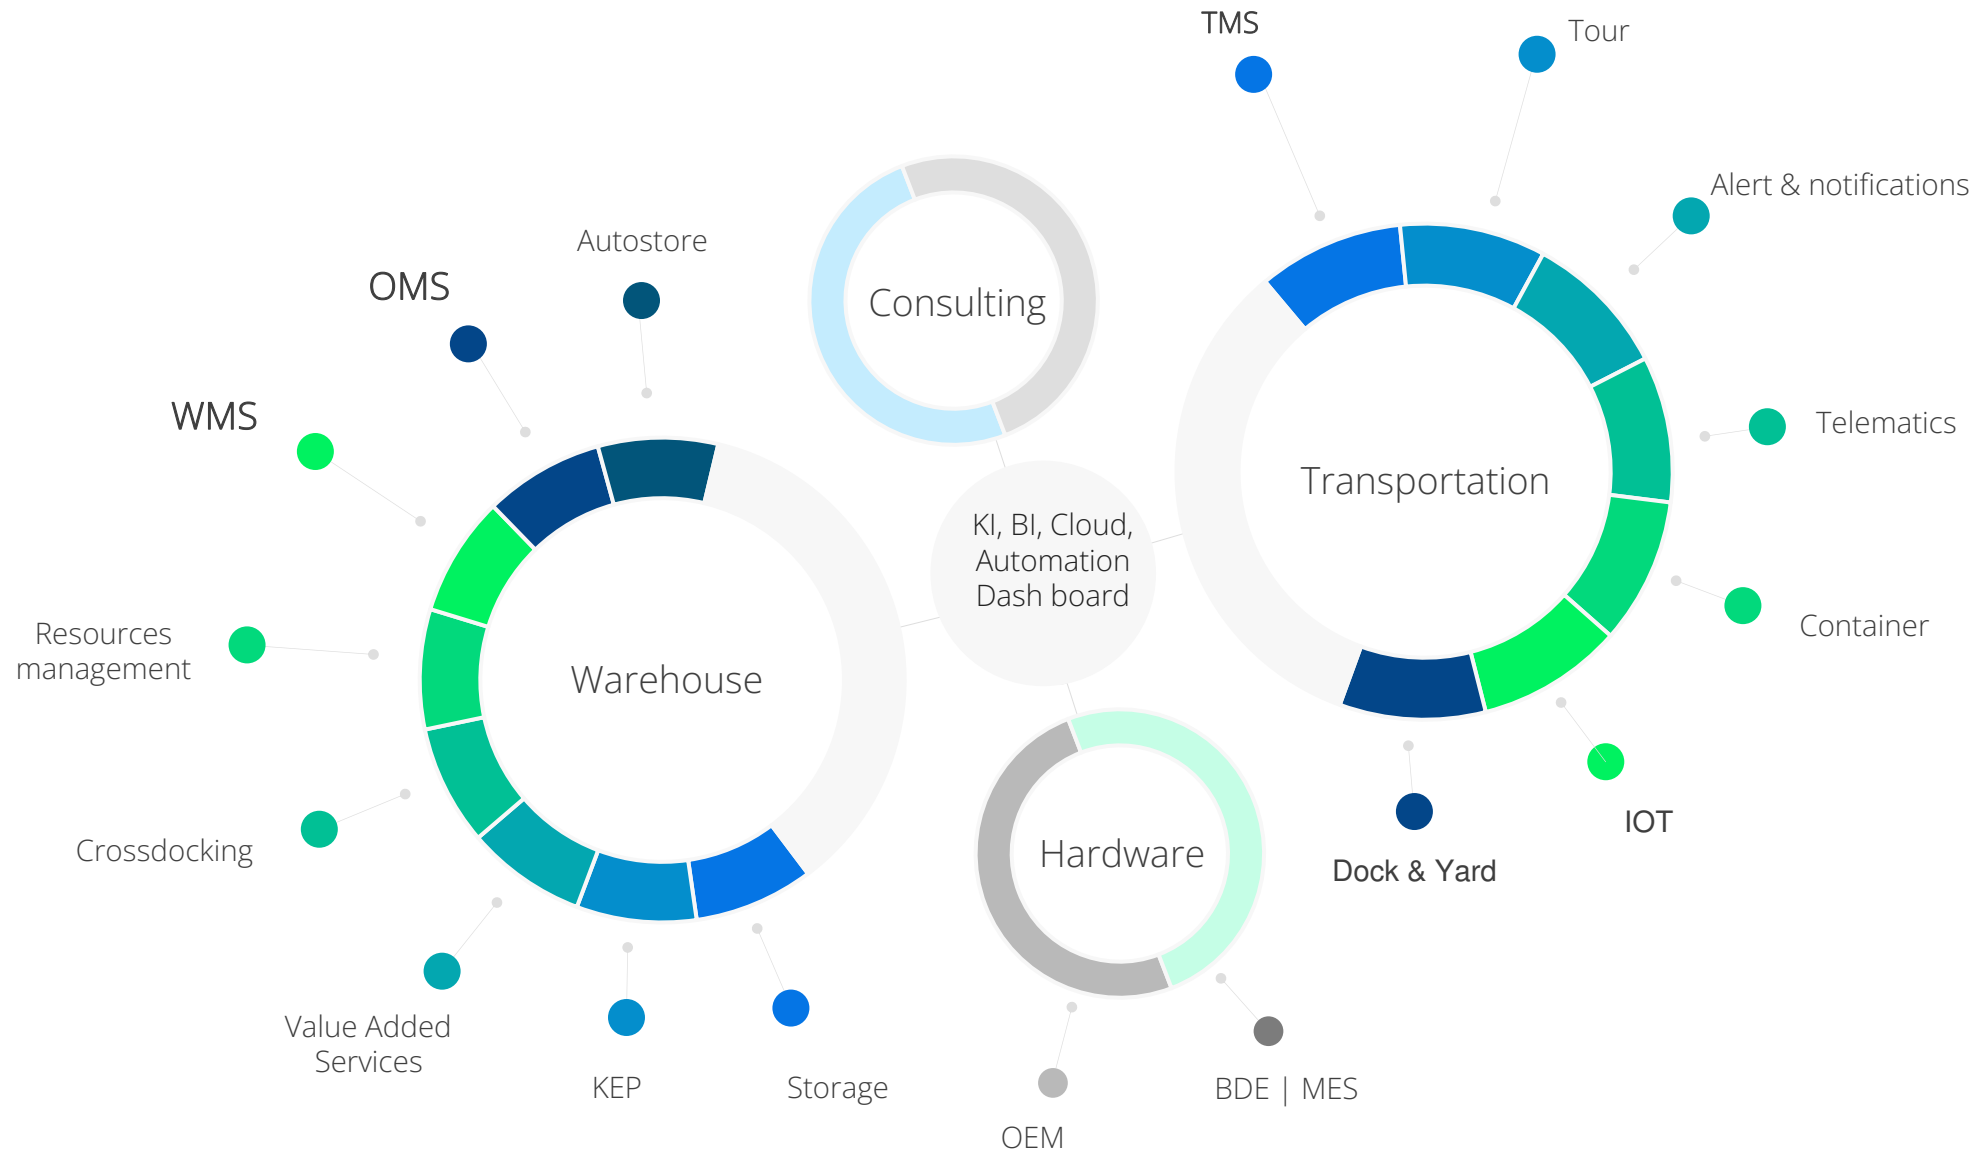 TMS
Tour
Alert & notifications
Autostore
OMS
Consulting
WMS
Telematics
Transportation
KI, BI, Cloud,
Automation
Dash board
Resources
management
Warehouse
Container
Crossdocking
Hardware
IOT
Dock & Yard
Value Added
Services
KEP
Storage
BDE | MES
OEM